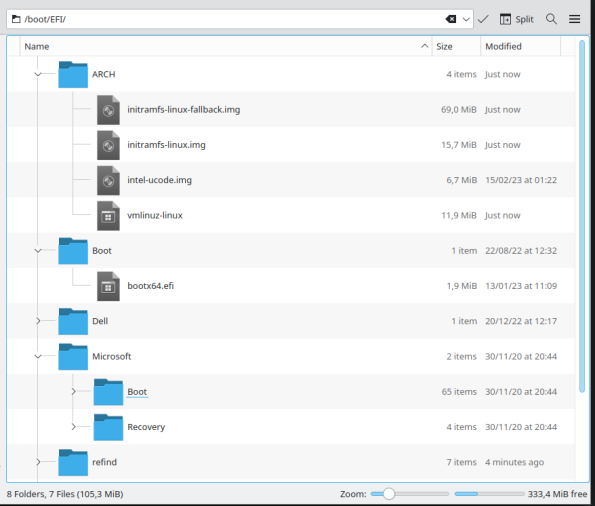 /boot/EFI/ Split
Name Size Modified
ARCH 4 items Just now
initramfs-linux-fallback.img 69,0 MiB Just now
initramfs-linux.img 15,7 MiB Just now
intel-ucode.img 6,7 MiB 15/02/23 at 01:22
vmlinuz-linux 11,9 MiB Just now
Boot 1 item 22/08/22 at 12:32
bootx64.efi 1,9 MiB 13/01/23 at 11:09
Dell 1 item 20/12/22 at 12:17
Microsoft 2 items 30/11/20 at 20:44
Boot 65 items 30/11/20 at 20:44
Recovery 4 items 30/11/20 at 20:44
refind 7 items 4 minutes ago
8 Folders, 7 Files (105,3 MiB) Zoom: 333,4 MiB free